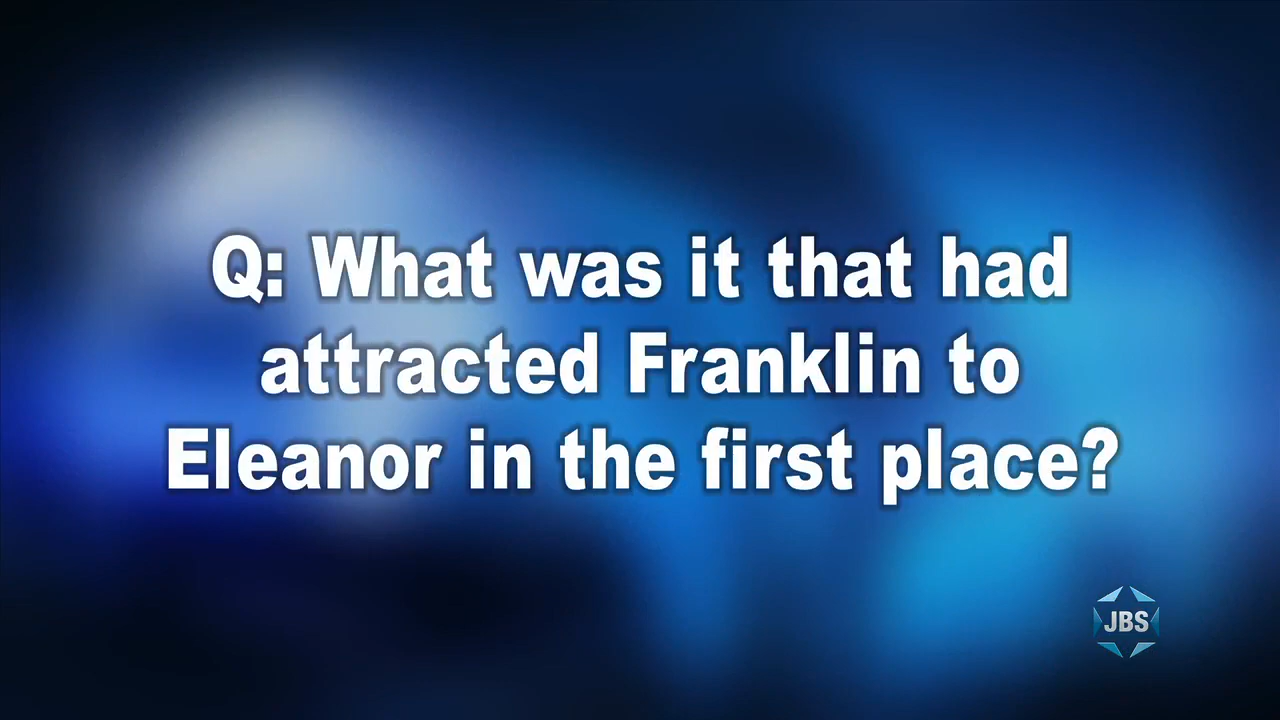 Q: What was it that had
attracted Franklin to
Eleanor in the first place?
JBS